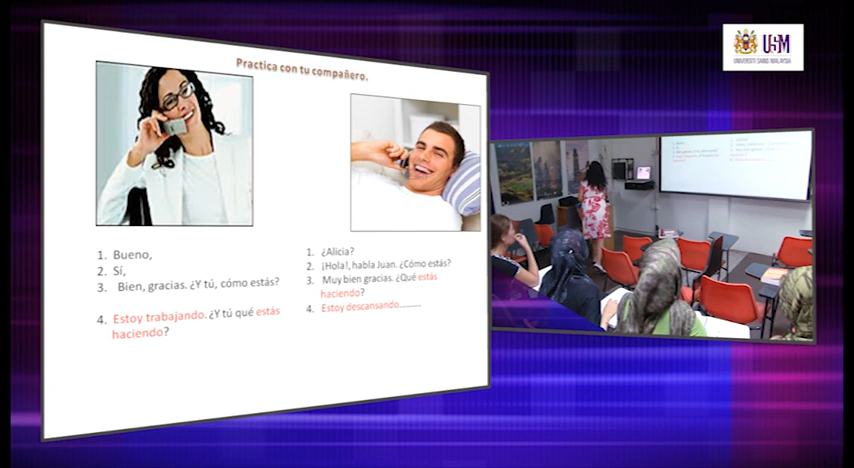 Practica con tu compañero.
1. Bueno,
2. Sí,
3. Bien, gracias. ¿Y tú, cómo estás?
4. Estoy trabajando. ¿Y tú qué estás
haciendo?
1. ¿Alicia?
2. ¡Hola!, habla Juan. ¿Cómo estás?
3. Muy bien gracias. ¿Qué estás
haciendo?
4. Estoy descansando..........
USM
UNIVERSITI SAINS MALAYSIA